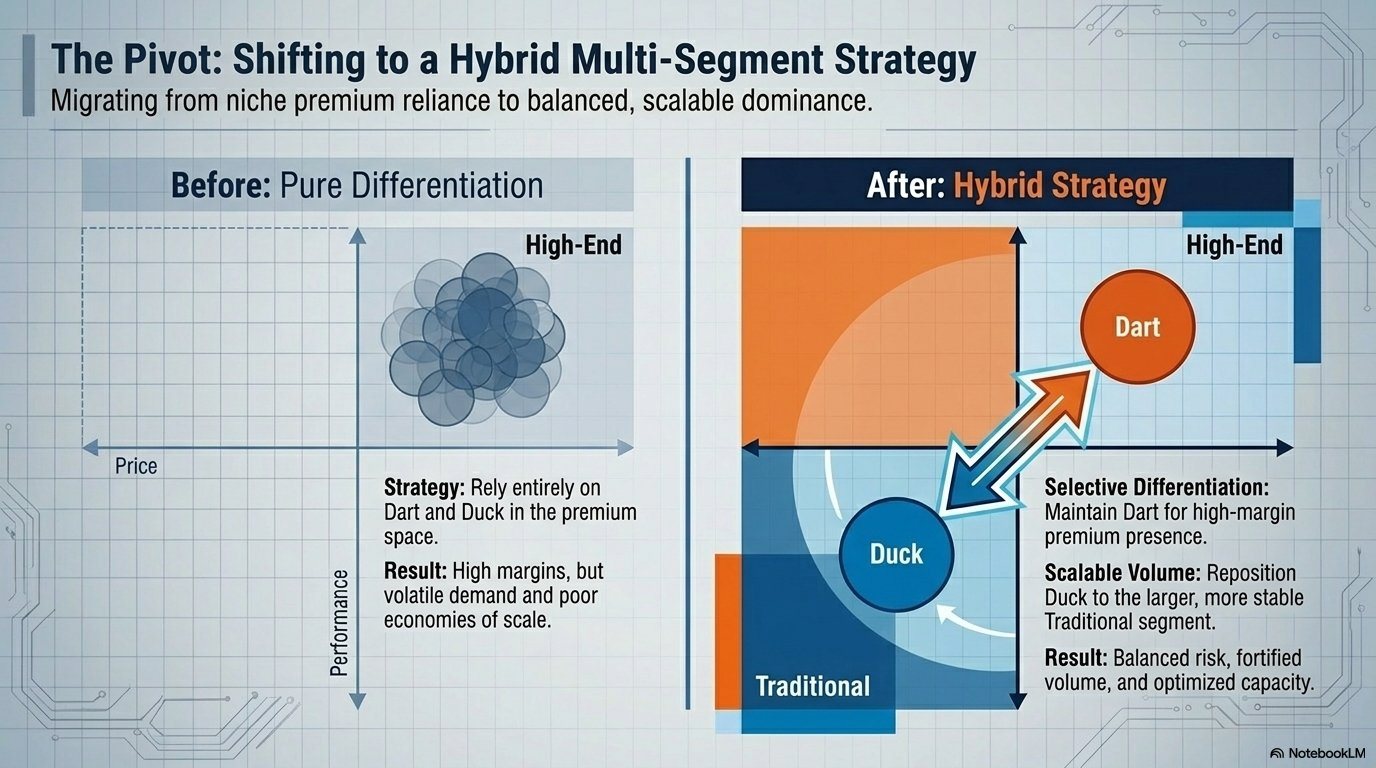 The Pivot: Shifting to a Hybrid Multi-Segment Strategy
Migrating from niche premium reliance to balanced, scalable dominance.
Before: Pure Differentiation
High-End
Price
Performance
Strategy: Rely entirely on
Dart and Duck in the premium
space.
Result: High margins, but
volatile demand and poor
economies of scale.
After: Hybrid Strategy
High-End
Dart
Duck
Traditional
Selective Differentiation:
Maintain Dart for high-margin
premium presence.
Scalable Volume: Reposition
Duck to the larger, more stable
Traditional segment.
Result: Balanced risk, fortified
volume, and optimized capacity.
NotebookLM